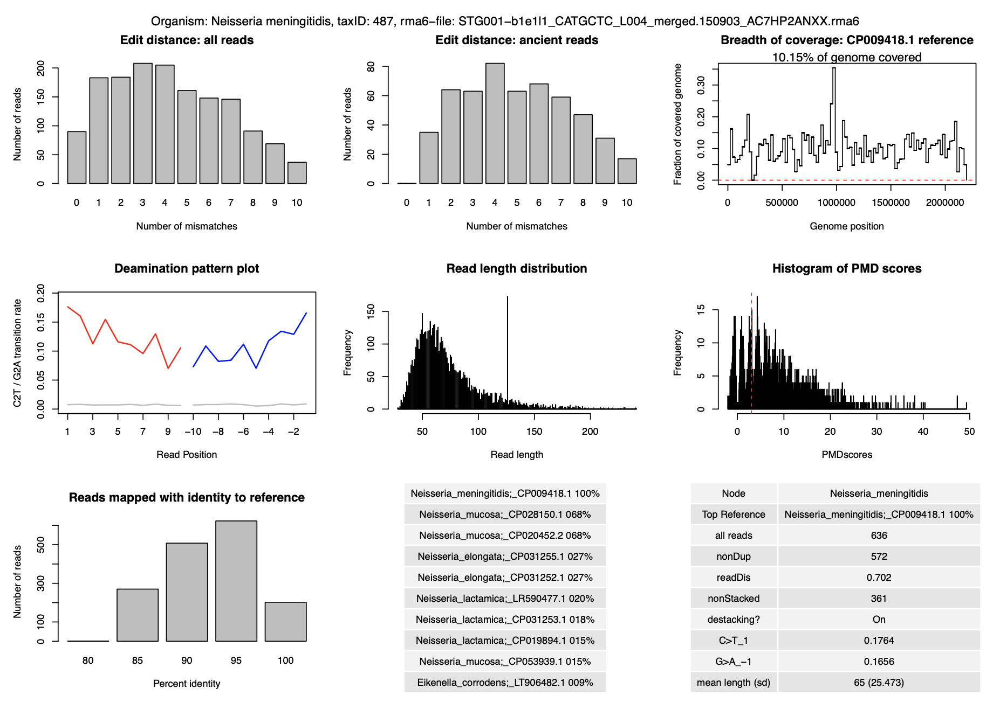 Organism: Neisseria meningitidis, taxID: 487, rma6−file: STG001−b1e1l1_CATGCTC_L004_merged.150903_AC7HP2ANXX.rma6
Edit distance: all reads
Number of reads
0 50 100 150 200
0 1 2 3 4 5 6 7 8 9 10
Number of mismatches
Edit distance: ancient reads
Number of reads
0 20 40 60 80
0 1 2 3 4 5 6 7 8 9 10
Number of mismatches
Breadth of coverage: CP009418.1 reference
10.15% of genome covered
Fraction of covered genome
0.00 0.10 0.20 0.30
0 500000 1000000 1500000 2000000
Genome position
Deamination pattern plot
C2T / G2A transition rate
0.00 0.05 0.10 0.15 0.20
1 3 5 7 9 −10 −8 −6 −4 −2
Read Position
Read length distribution
Frequency
0 50 100 150
50 100 150 200
Read length
Histogram of PMD scores
Frequency
0 5 10 15
0 10 20 30 40 50
PMDscores
Reads mapped with identity to reference
Number of reads
0 100 300 500
80 85 90 95 100
Percent identity
Neisseria_meningitidis;_CP009418.1 100%
Neisseria_mucosa;_CP028150.1 068%
Neisseria_mucosa;_CP020452.2 068%
Neisseria_elongata;_CP031255.1 027%
Neisseria_elongata;_CP031252.1 027%
Neisseria_lactamica;_LR590477.1 020%
Neisseria_lactamica;_CP031253.1 018%
Neisseria_lactamica;_CP019894.1 015%
Neisseria_mucosa;_CP053939.1 015%
Eikenella_corrodens;_LT906482.1 009%
Node Neisseria_meningitidis
Top Reference Neisseria_meningitidis;_CP009418.1 100%
all reads 636
nonDup 572
readDis 0.702
nonStacked 361
destacking? On
C>T_1 0.1764
G>A_−1 0.1656
mean length (sd) 65 (25.473)